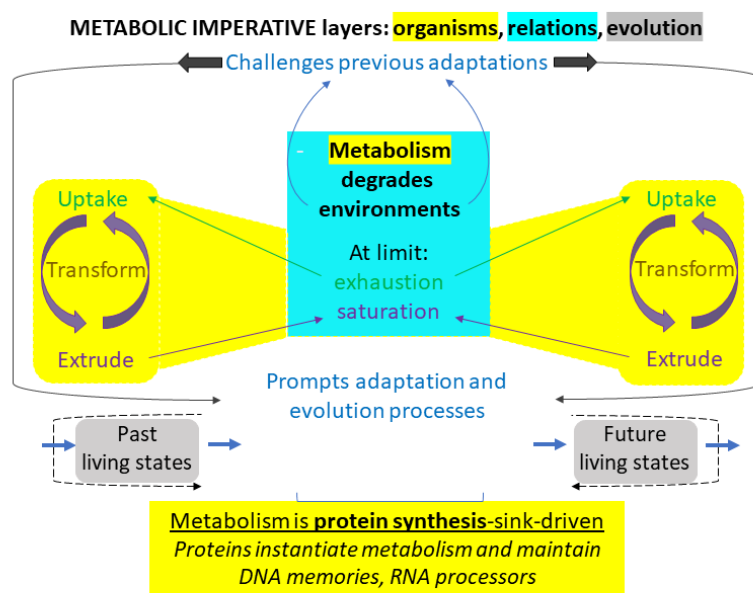 METABOLIC IMPERATIVE layers: organisms, relations, evolution
Challenges previous adaptations
- Metabolism
degrades
environments
At limit:
exhaustion
saturation
Uptake
Transform
Extrude
Uptake
Transform
Extrude
Prompts adaptation and
evolution processes
Past
living states
Future
living states
Metabolism is protein synthesis-sink-driven
Proteins instantiate metabolism and maintain
DNA memories, RNA processors